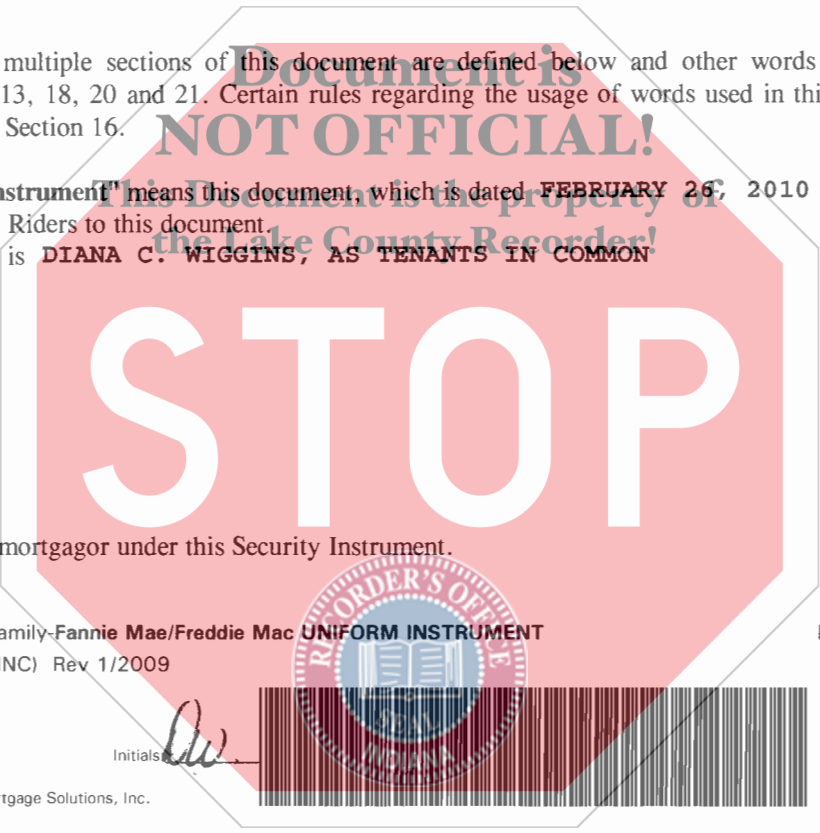 Document is
multiple sections of this document are defined below and other words
13, 18, 20 and 21. Certain rules regarding the usage of words used in thi
Section 16.
NOT OFFICIAL!
nstrument" means this document, which is dated FEBRUARY 26, 2010
This Document is the property of
Riders to this document.
the Lake County Recorder!
is DIANA C. WIGGINS, AS TENANTS IN COMMON
STOP
mortgagor under this Security Instrument.
RECORDER'S OFFICE
amily-Fannie Mae/Freddie Mac UNIFORM INSTRUMENT
INC) Rev 1/2009
SEAL
INDIANA
Initials DW
rtgage Solutions, Inc.